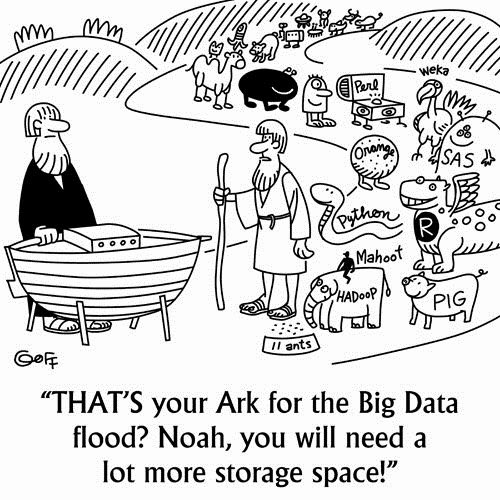 Perl
weka
Orange
SAS
Python
R
Mahoot
HADooP
PIG
11 ants
GOFF
“THAT’S your Ark for the Big Data
flood? Noah, you will need a
lot more storage space!”